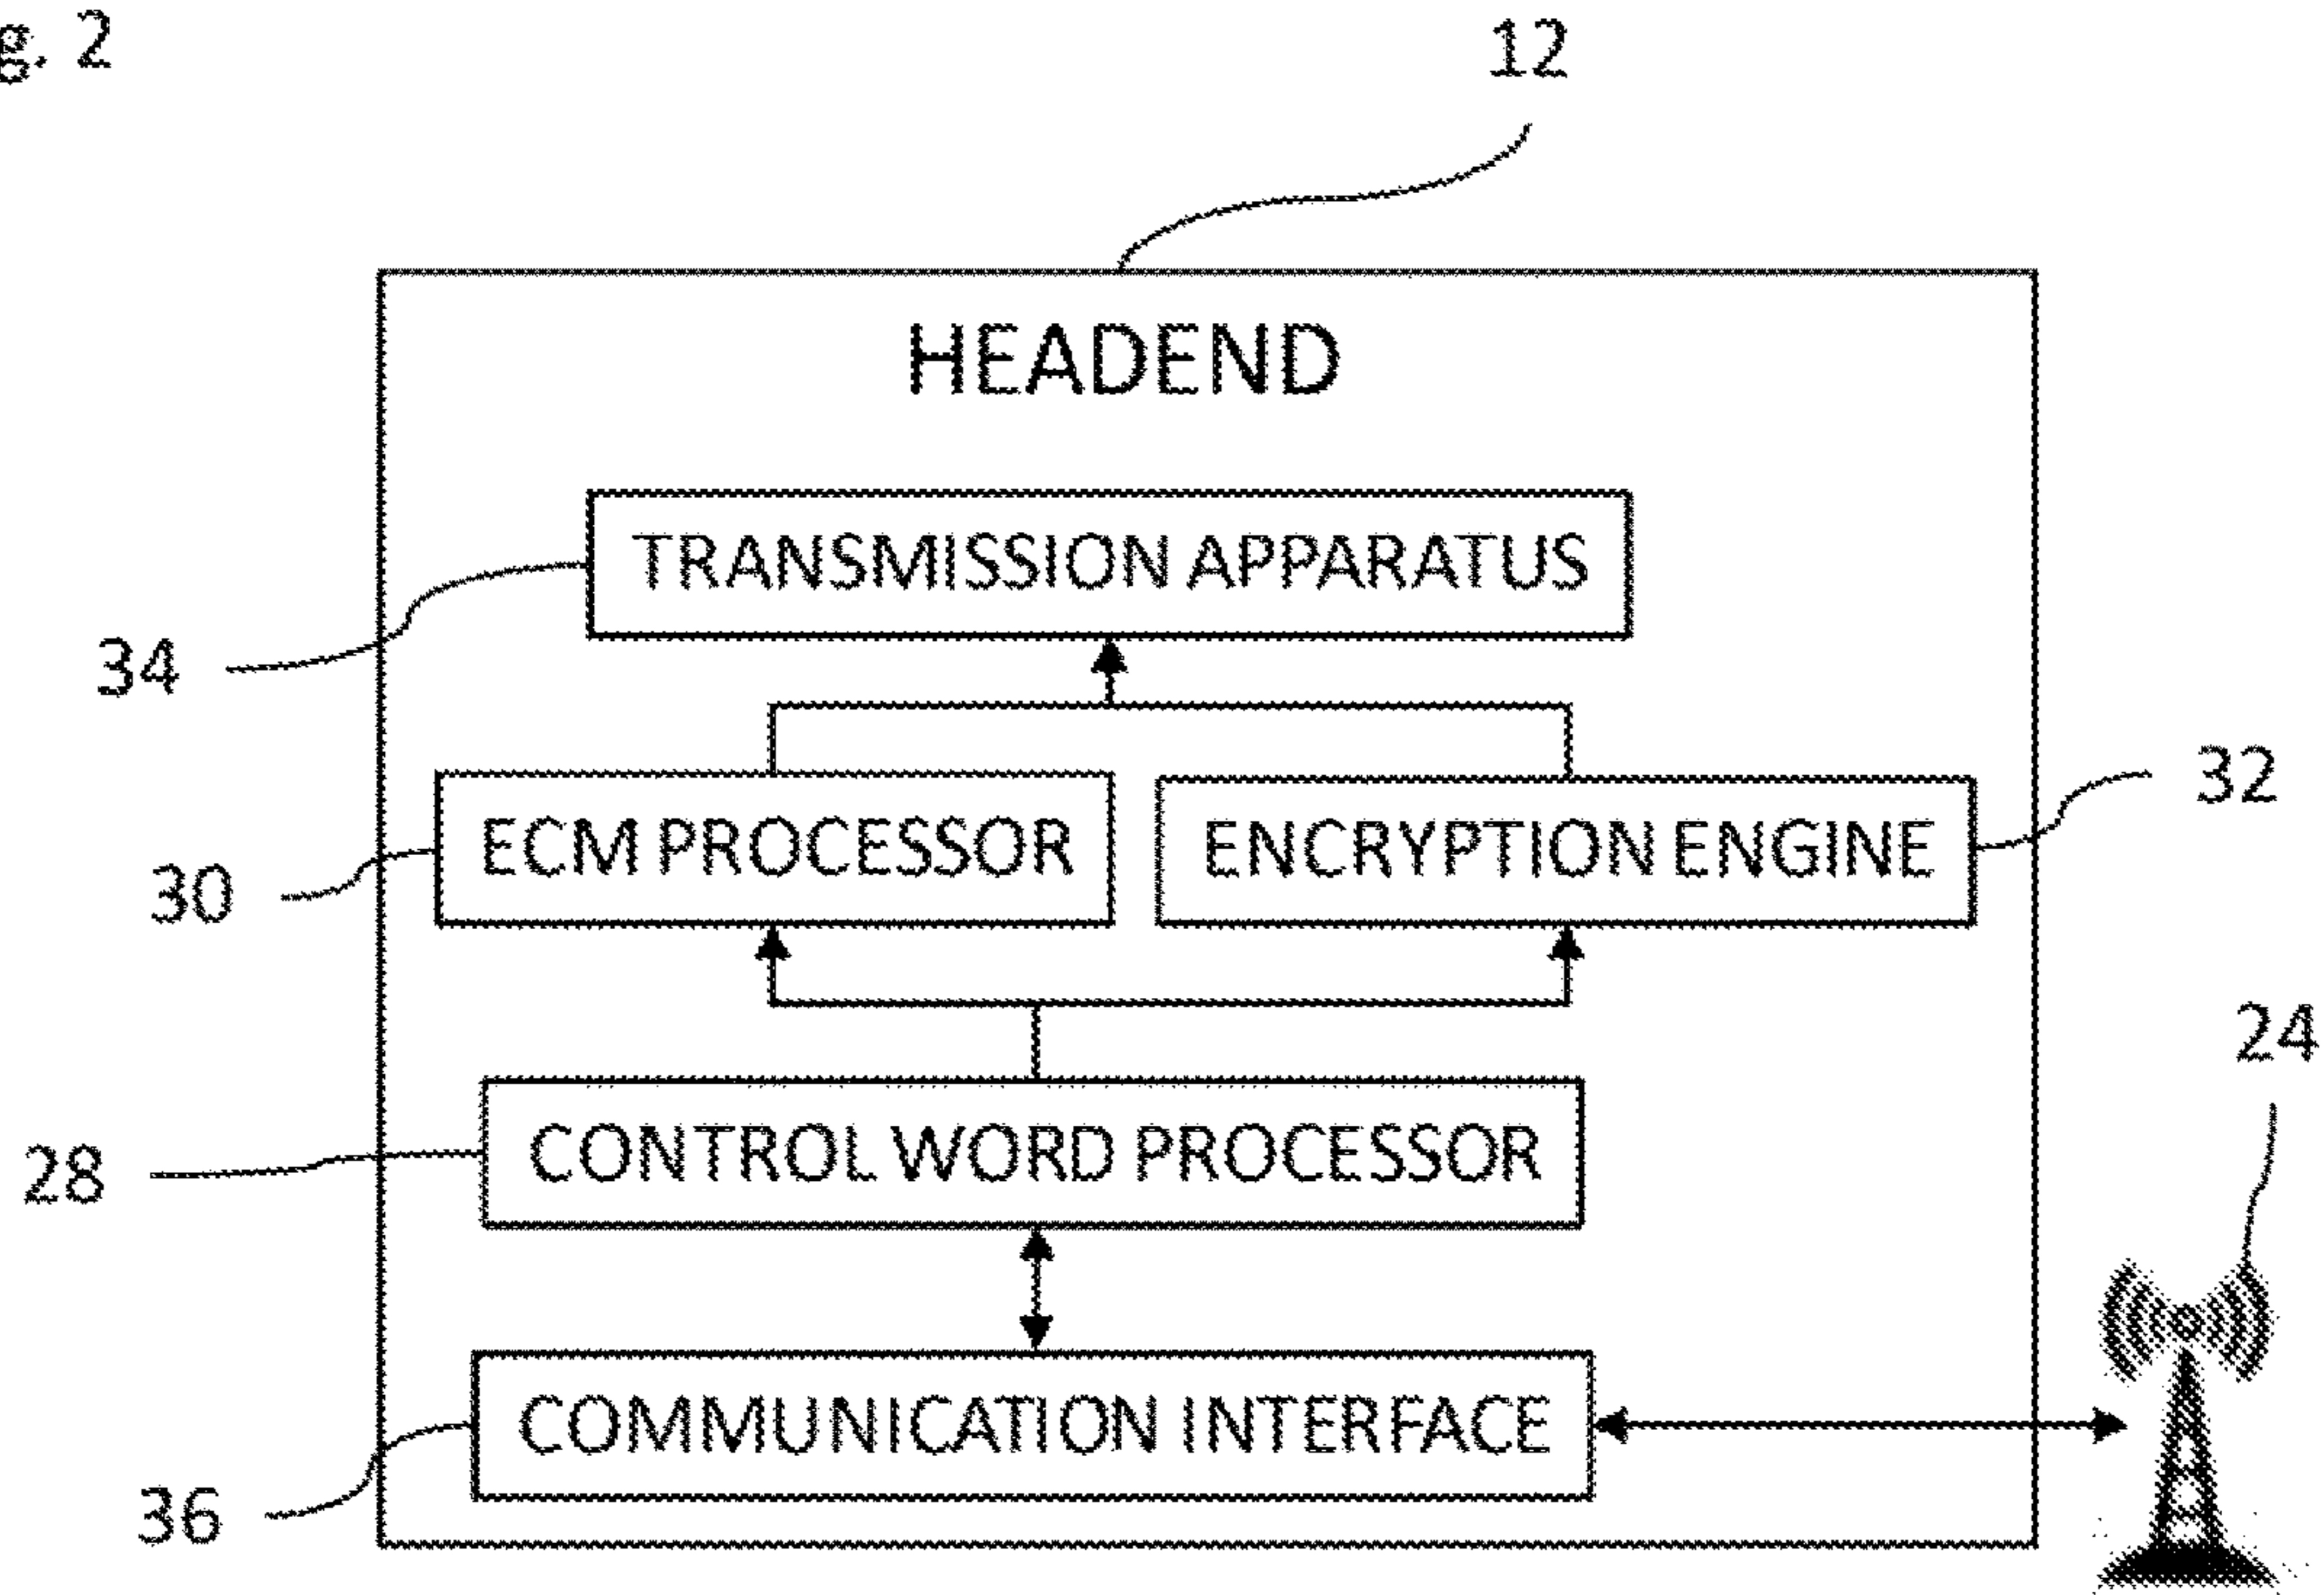 g. 2
12
HEADEND
TRANSMISSION APPARATUS
34
32
ECM PROCESSOR
ENCRYPTION ENGINE
30
24
CONTROL WORD PROCESSOR
28
COMMUNICATION INTERFACE
36